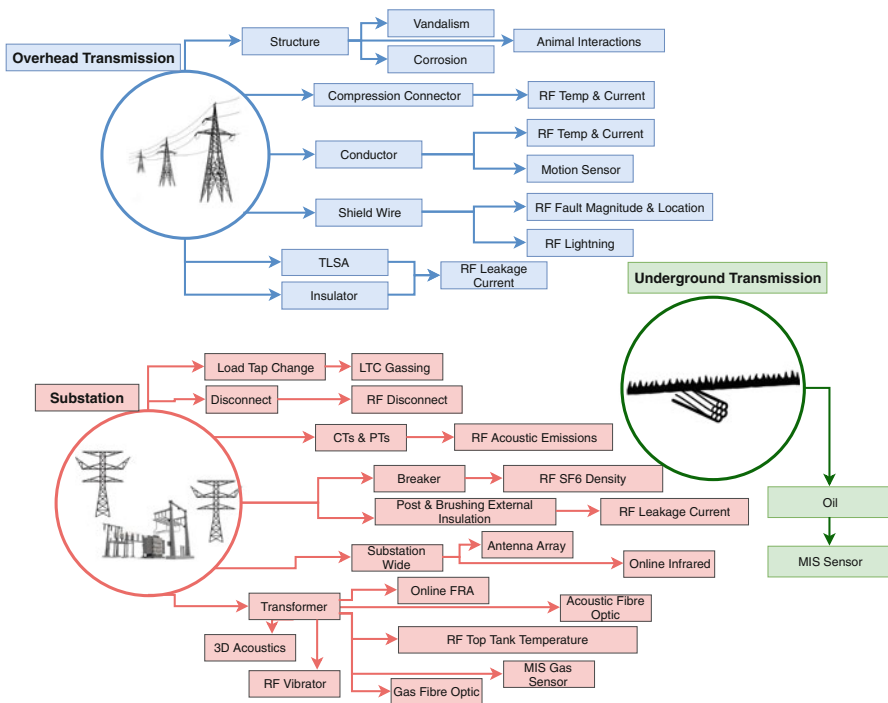 Vandalism
Structure
Animal Interactions
Overhead Transmission
Corrosion
Compression Connector
RF Temp & Current
RF Temp & Current
Conductor
Motion Sensor
Shield Wire
RF Fault Magnitude & Location
RF Lightning
TLSA
RF Leakage
Current
Insulator
Underground Transmission
Load Tap Change
LTC Gassing
Substation
Disconnect
RF Disconnect
CTs & PTs
RF Acoustic Emissions
Breaker
RF SF6 Density
Post & Brushing External
Insulation
RF Leakage Current
Oil
Substation
Wide
Antenna Array
Online Infrared
MIS Sensor
Online FRA
Transformer
Acoustic Fibre
Optic
3D Acoustics
RF Top Tank Temperature
RF Vibrator
MIS Gas
Sensor
Gas Fibre Optic